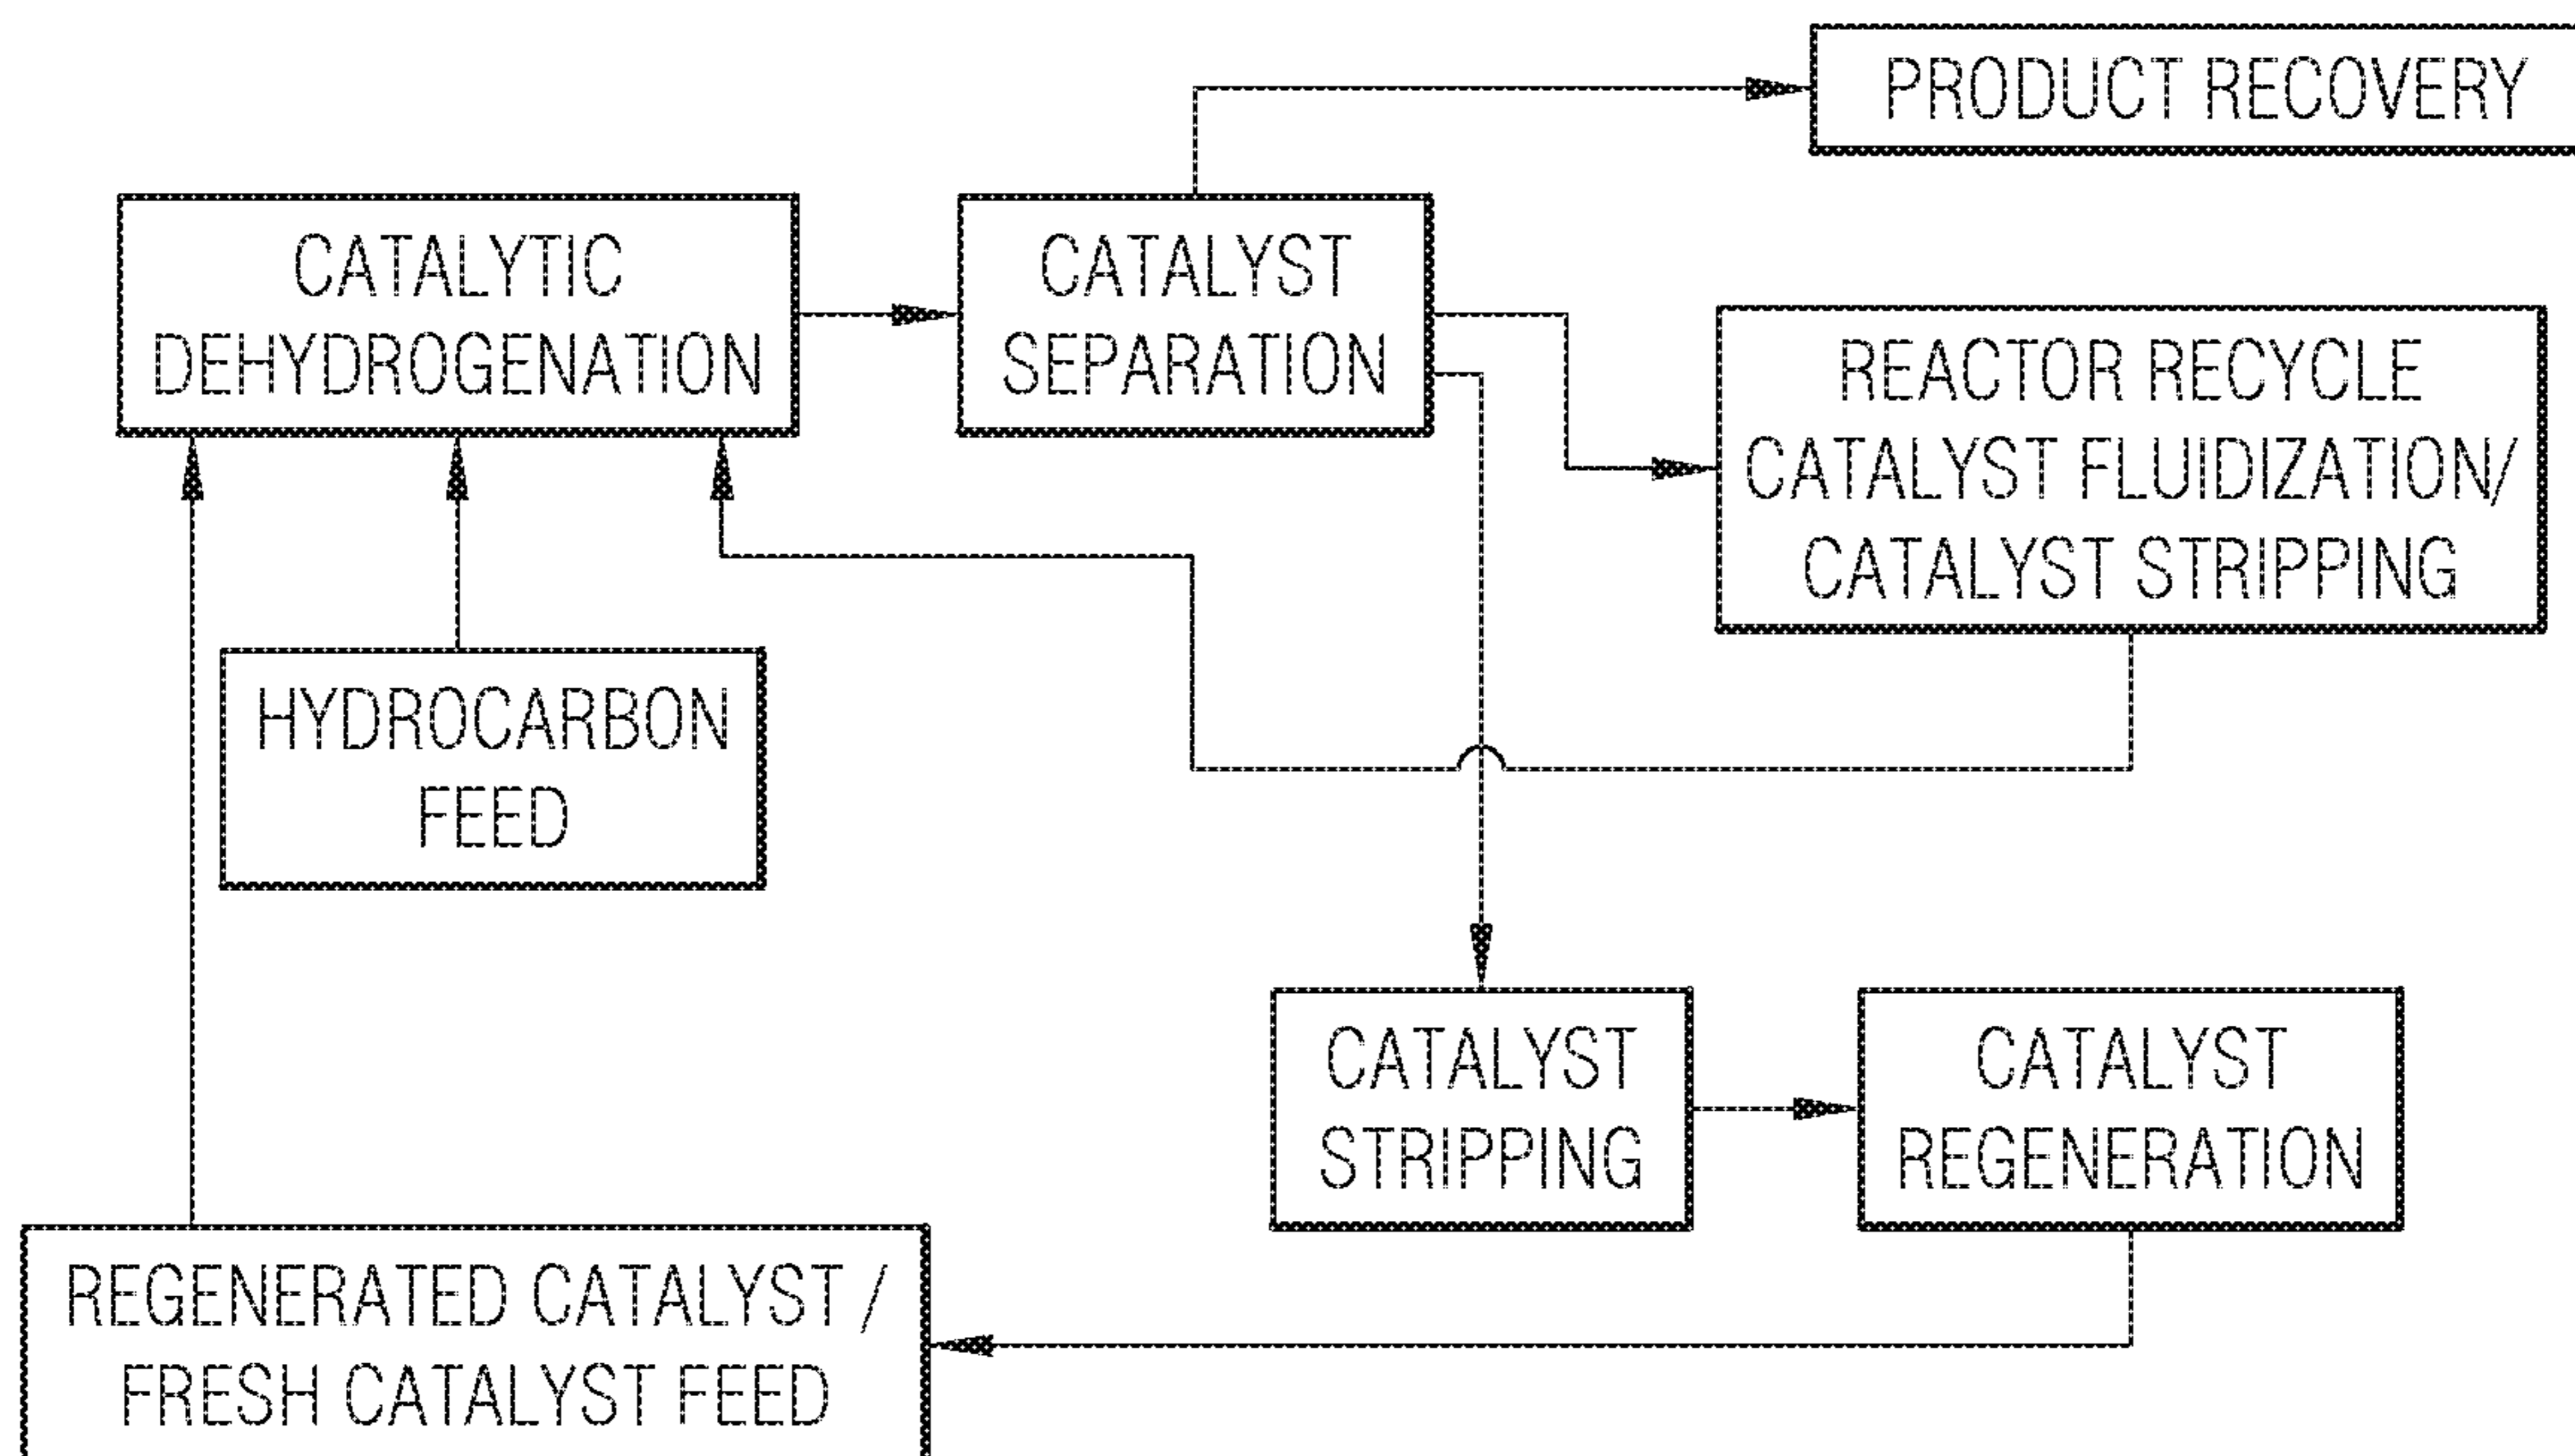 PRODUCT RECOVERY
CATALYTIC
DEHYDROGENATION
CATALYST
SEPARATION
REACTOR RECYCLE
CATALYST FLUIDIZATION/
CATALYST STRIPPING
HYDROCARBON
FEED
CATALYST
STRIPPING
CATALYST
REGENERATION
REGENERATED CATALYST /
FRESH CATALYST FEED